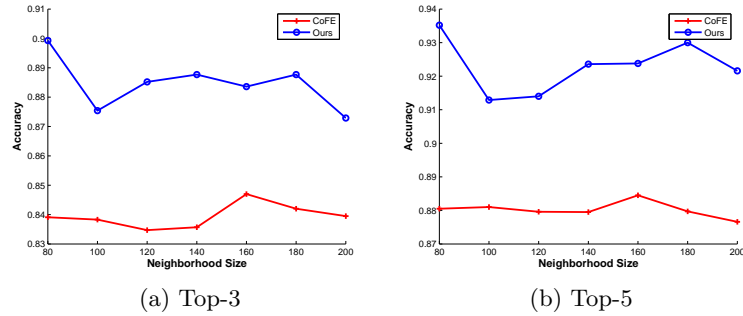 0.91
0.9
0.89
0.88
0.87
0.86
0.85
0.84
0.83
Accuracy
CoFE
Ours
80 100 120 140 160 180 200
Neighborhood Size
(a) Top-3
0.94
0.93
0.92
0.91
0.9
0.89
0.88
0.87
Accuracy
CoFE
Ours
80 100 120 140 160 180 200
Neighborhood Size
(b) Top-5